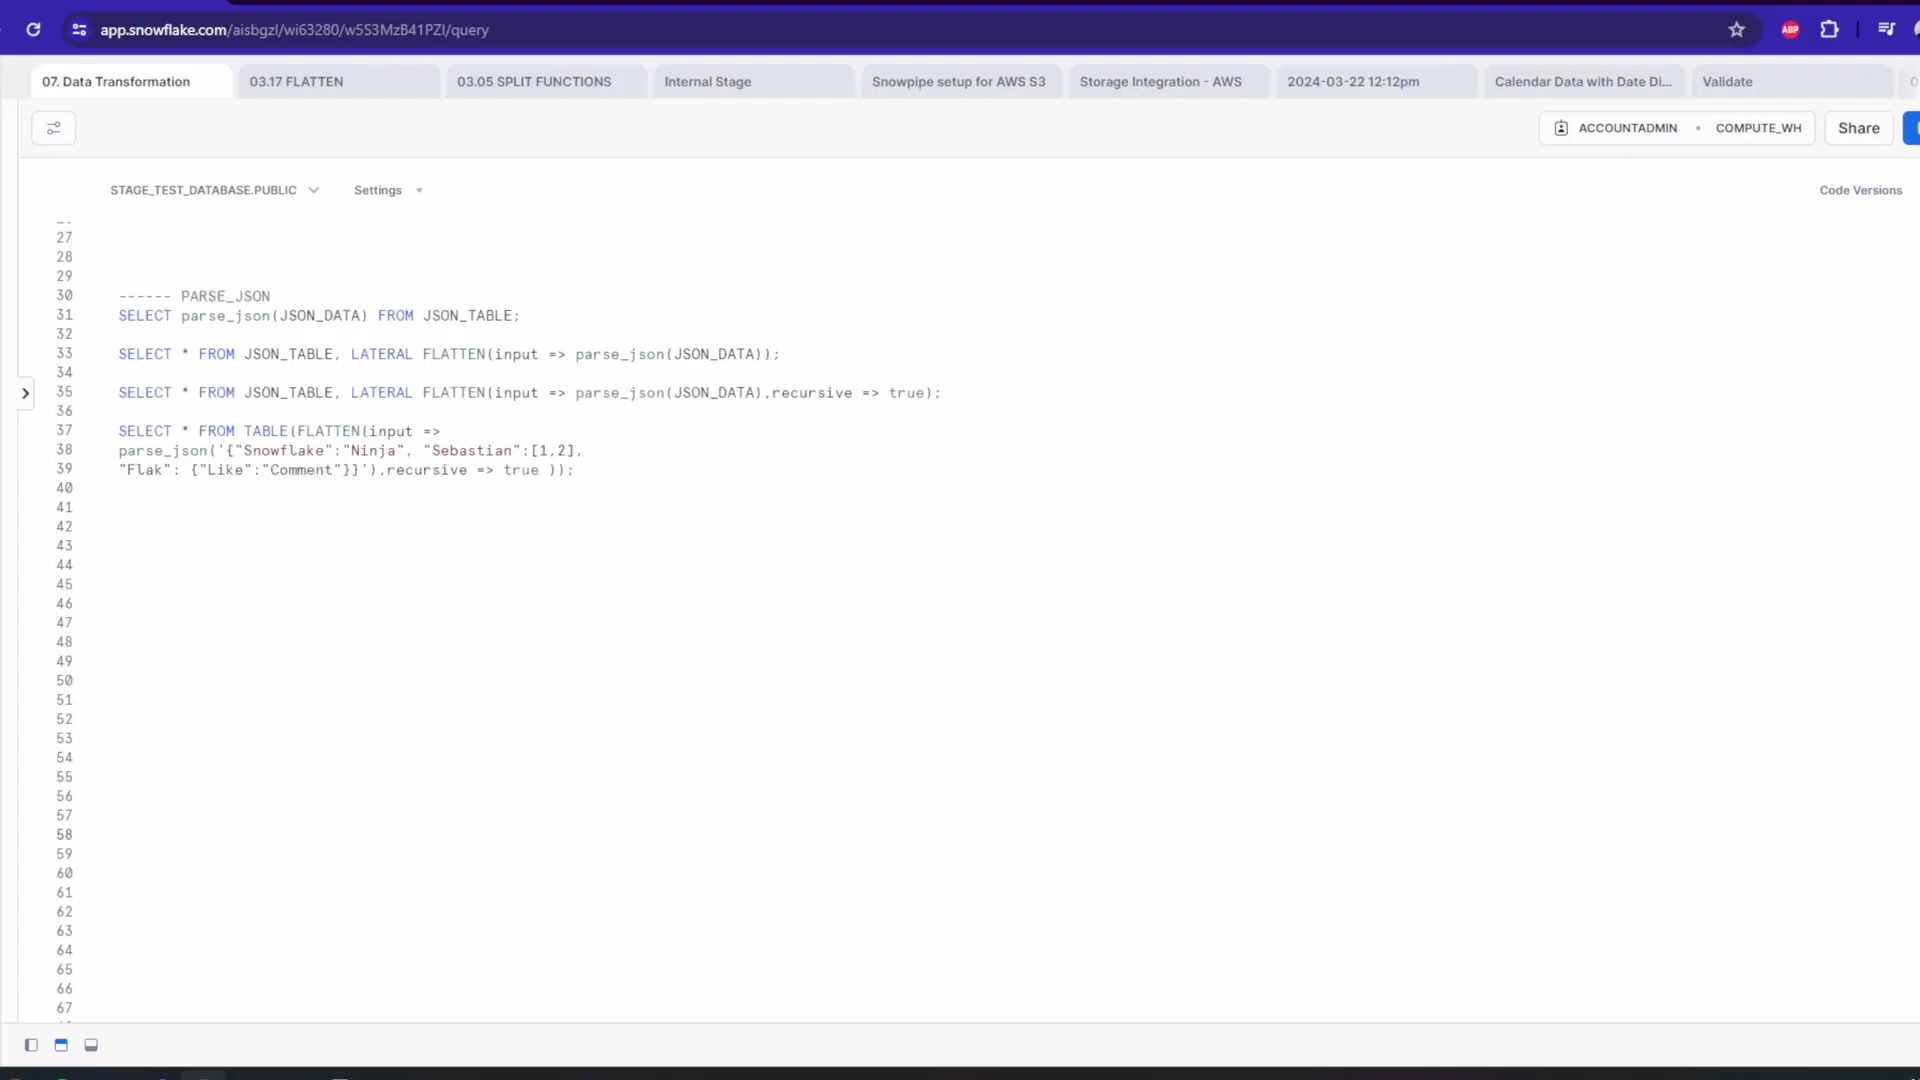 app.snowflake.com/aisbgzl/wi63280/w5S3MzB41PZl/query
ABP
07. Data Transformation
03.17 FLATTEN
03.05 SPLIT FUNCTIONS
Internal Stage
Snowpipe setup for AWS S3
Storage Integration - AWS
2024-03-22 12:12pm
Calendar Data with Date Di...
Validate
ACCOUNTADMIN • COMPUTE_WH
Share
STAGE_TEST_DATABASE.PUBLIC
Settings
Code Versions
27
28
29
30 ------ PARSE_JSON
31 SELECT parse_json(JSON_DATA) FROM JSON_TABLE;
32
33 SELECT * FROM JSON_TABLE, LATERAL FLATTEN(input => parse_json(JSON_DATA));
34
35 SELECT * FROM JSON_TABLE, LATERAL FLATTEN(input => parse_json(JSON_DATA),recursive => true);
36
37 SELECT * FROM TABLE(FLATTEN(input =>
38 parse_json('{"Snowflake":"Ninja", "Sebastian":[1,2],
39 "Flak": {"Like":"Comment"}}'),recursive => true ));
40
41
42
43
44
45
46
47
48
49
50
51
52
53
54
55
56
57
58
59
60
61
62
63
64
65
66
67